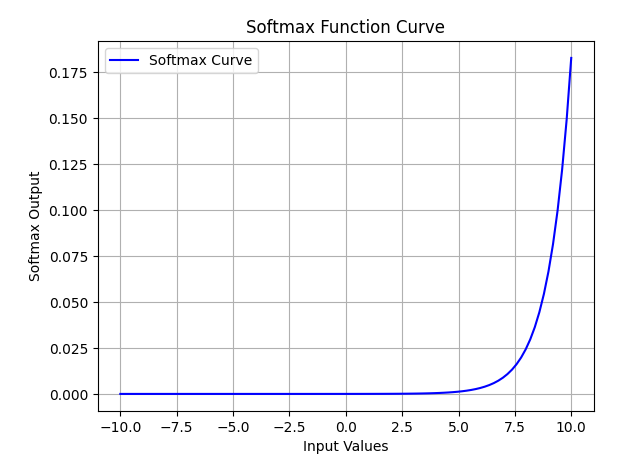 Softmax Function Curve
Softmax Curve
0.175
0.150
0.125
0.100
0.075
0.050
0.025
0.000
Softmax Output
−10.0 −7.5 −5.0 −2.5 0.0 2.5 5.0 7.5 10.0
Input Values